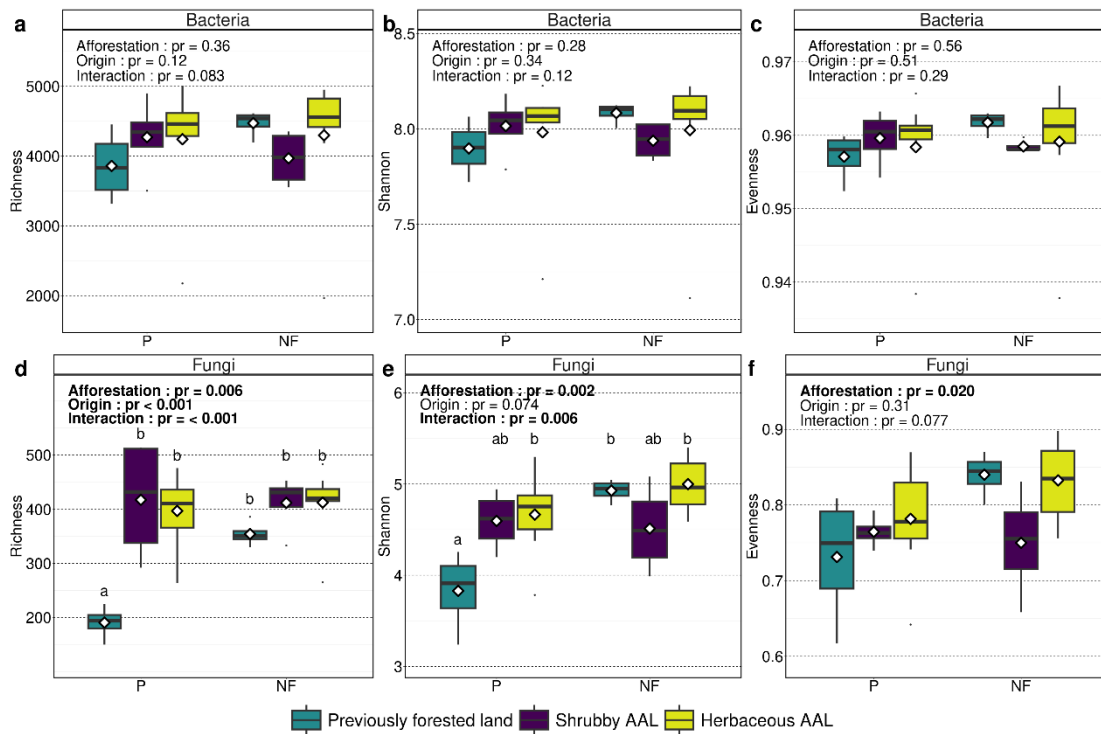 a
Bacteria
Afforestation : pr = 0.36
Origin : pr = 0.12
Interaction : pr = 0.083
Richness
5000
4000
3000
2000
P
NF
b
Bacteria
Afforestation : pr = 0.28
Origin : pr = 0.34
Interaction : pr = 0.12
Shannon
8.5
8.0
7.5
7.0
P
NF
c
Bacteria
Afforestation : pr = 0.56
Origin : pr = 0.51
Interaction : pr = 0.29
Evenness
0.97
0.96
0.95
0.94
P
NF
d
Fungi
Afforestation : pr = 0.006
Origin : pr < 0.001
Interaction : pr = < 0.001
Richness
500
400
300
200
a
b
b
b
b
b
P
NF
e
Fungi
Afforestation : pr = 0.002
Origin : pr = 0.074
Interaction : pr = 0.006
Shannon
6
5
4
3
a
ab
b
b
ab
b
P
NF
f
Fungi
Afforestation : pr = 0.020
Origin : pr = 0.31
Interaction : pr = 0.077
Evenness
0.9
0.8
0.7
0.6
P
NF
Previously forested land
Shrubby AAL
Herbaceous AAL